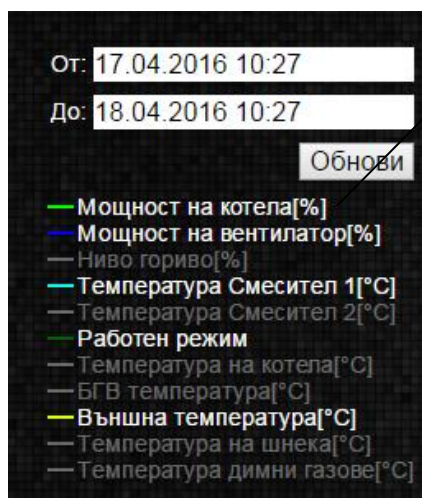 От: 17.04.2016 10:27
До: 18.04.2016 10:27
Обнови
Мощност на котела[%]
Мощност на вентилатор[%]
Ниво гориво[%]
Температура Смесител 1[°C]
Температура Смесител 2[°C]
Работен режим
Температура на котела[°C]
БГВ температура[°C]
Външна температура[°C]
Температура на шнека[°C]
Температура димни газове[°C]